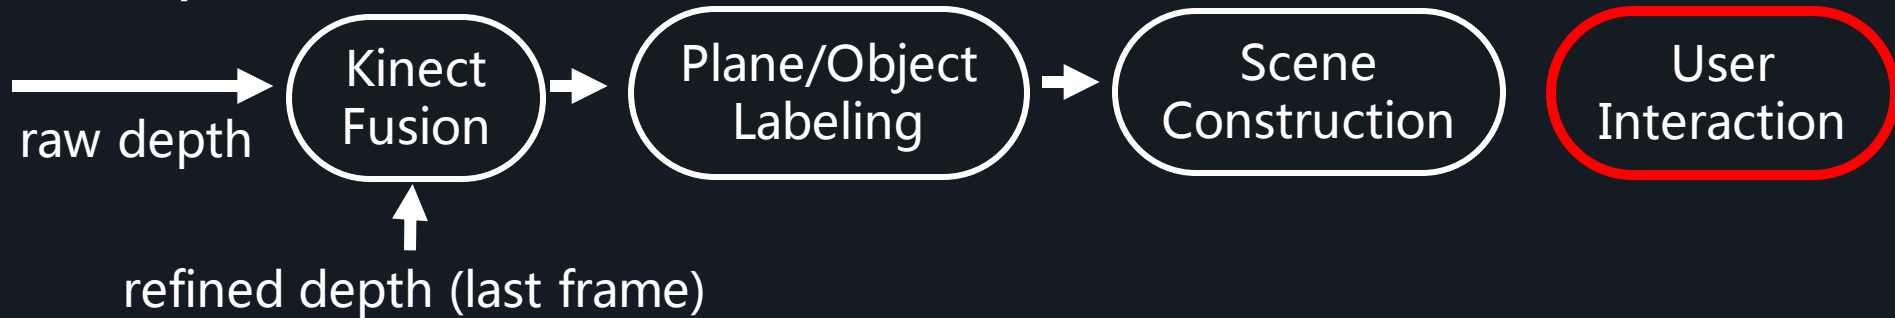 Kinect
Fusion
Plane/Object
Labeling
Scene
Construction
User
Interaction
raw depth
refined depth (last frame)